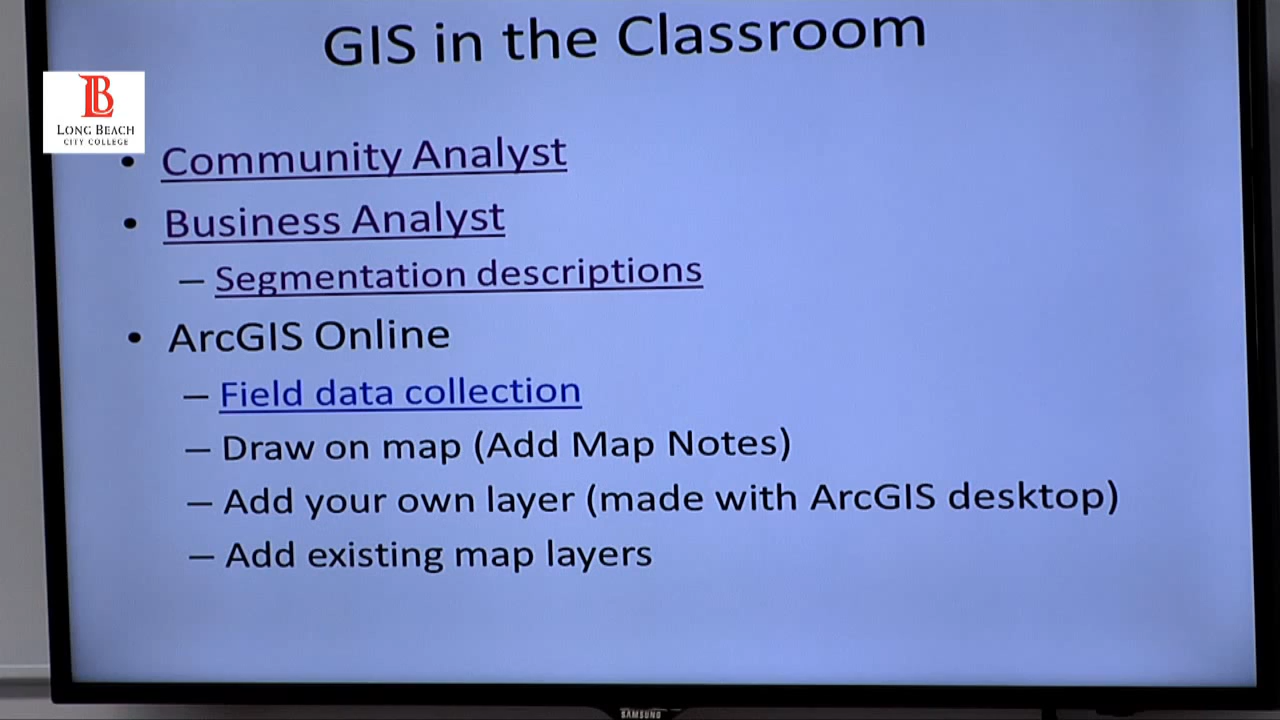 GIS in the Classroom
LB
LONG BEACH
CITY COLLEGE
• Community Analyst
• Business Analyst
– Segmentation descriptions
• ArcGIS Online
– Field data collection
– Draw on map (Add Map Notes)
– Add your own layer (made with ArcGIS desktop)
– Add existing map layers
SAMSUNG